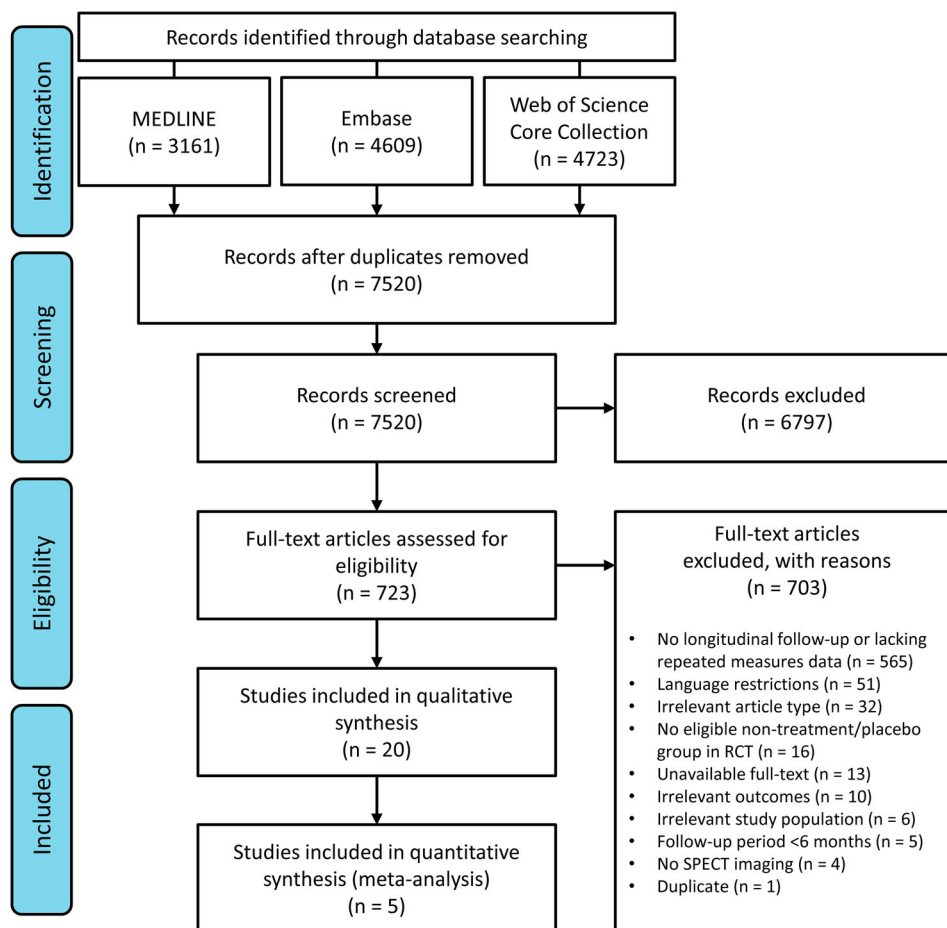 Identification
Records identified through database searching
MEDLINE
(n = 3161)
Embase
(n = 4609)
Web of Science
Core Collection
(n = 4723)
Records after duplicates removed
(n = 7520)
Screening
Records screened
(n = 7520)
Records excluded
(n = 6797)
Eligibility
Full-text articles assessed for
eligibility
(n = 723)
Full-text articles
excluded, with reasons
(n = 703)
• No longitudinal follow-up or lacking
repeated measures data (n = 565)
• Language restrictions (n = 51)
• Irrelevant article type (n = 32)
• No eligible non-treatment/placebo
group in RCT (n = 16)
• Unavailable full-text (n = 13)
• Irrelevant outcomes (n = 10)
• Irrelevant study population (n = 6)
• Follow-up period <6 months (n = 5)
• No SPECT imaging (n = 4)
• Duplicate (n = 1)
Included
Studies included in qualitative
synthesis
(n = 20)
Studies included in quantitative
synthesis (meta-analysis)
(n = 5)